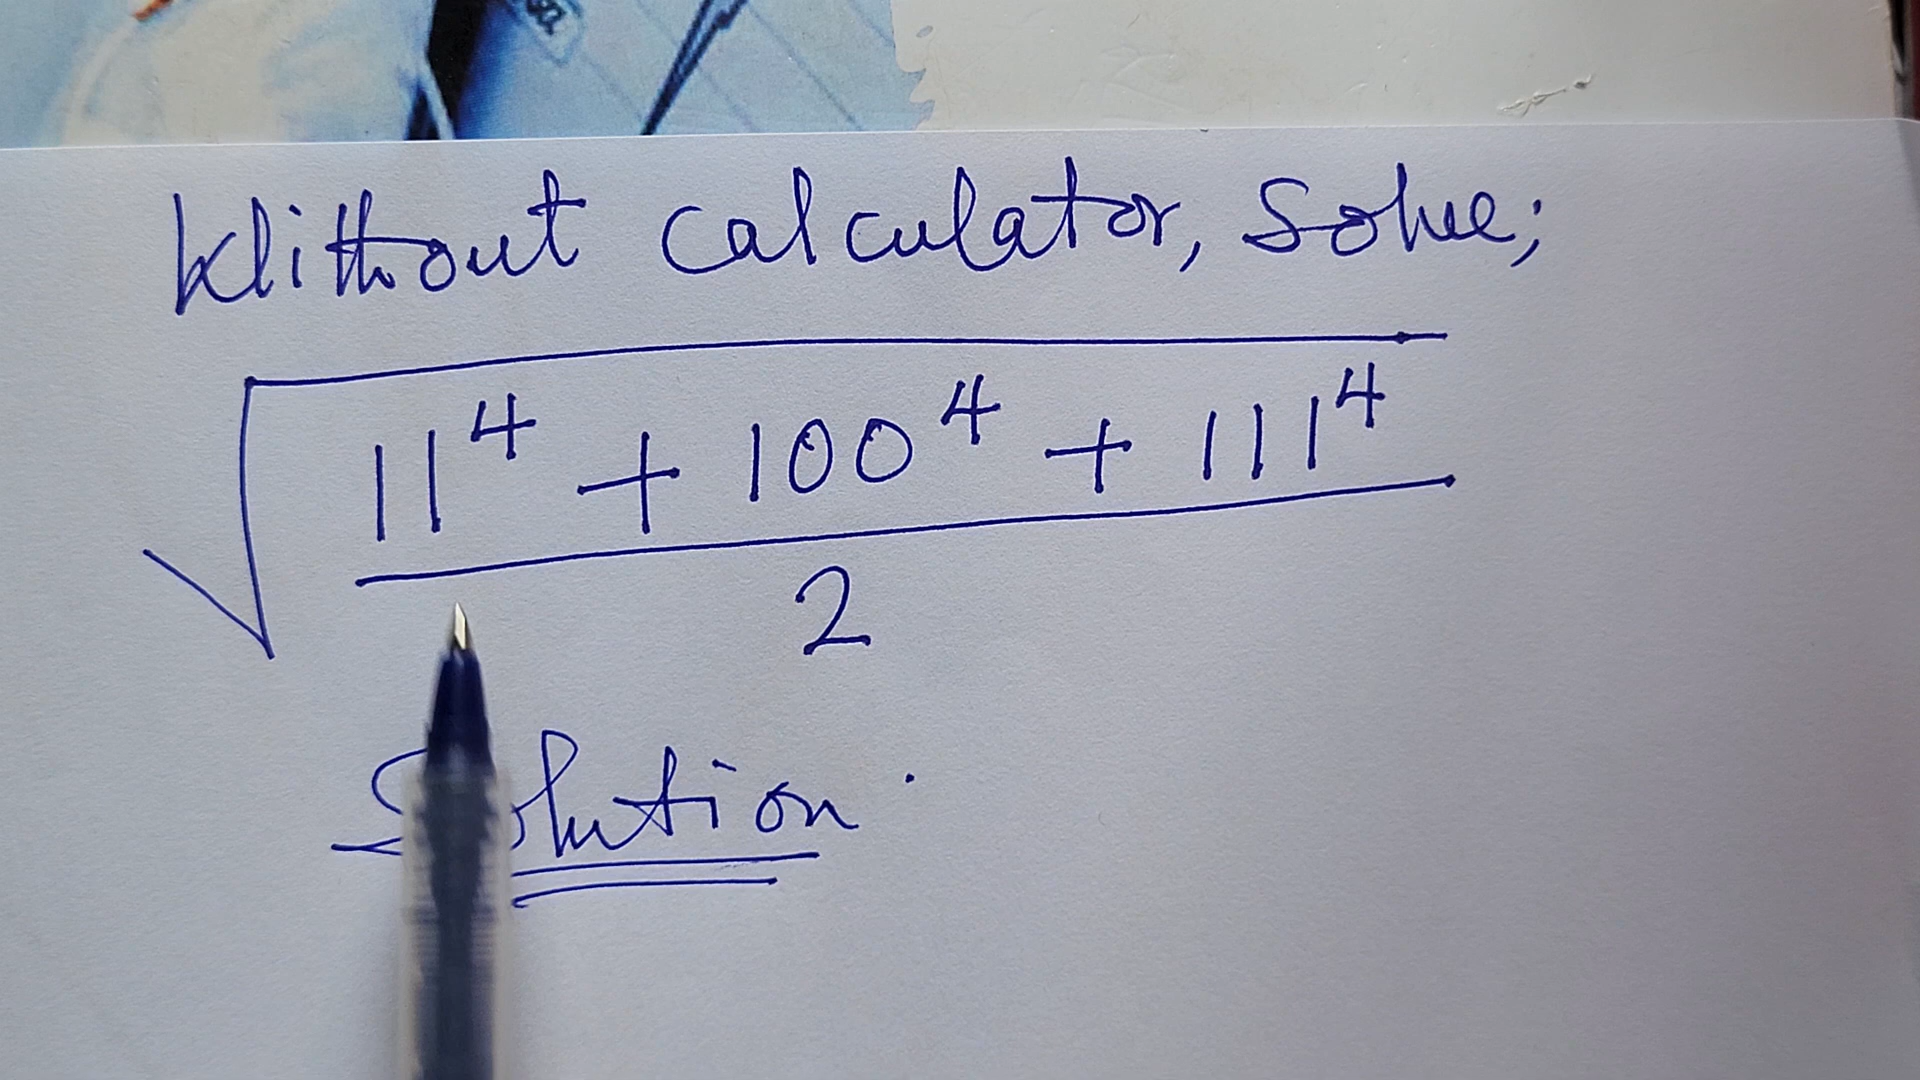 Without calculator, solve;
√((11⁴ + 100⁴ + 111⁴)/2)
Solution